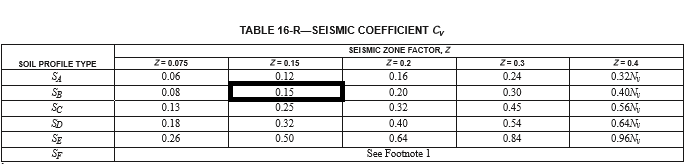 TABLE 16-R—SEISMIC COEFFICIENT Cv
SEISMIC ZONE FACTOR, Z
SOIL PROFILE TYPE Z = 0.075 Z = 0.15 Z = 0.2 Z = 0.3 Z = 0.4
SA 0.06 0.12 0.16 0.24 0.32Nv
SB 0.08 0.15 0.20 0.30 0.40Nv
SC 0.13 0.25 0.32 0.45 0.56Nv
SD 0.18 0.32 0.40 0.54 0.64Nv
SE 0.26 0.50 0.64 0.84 0.96Nv
SF See Footnote 1